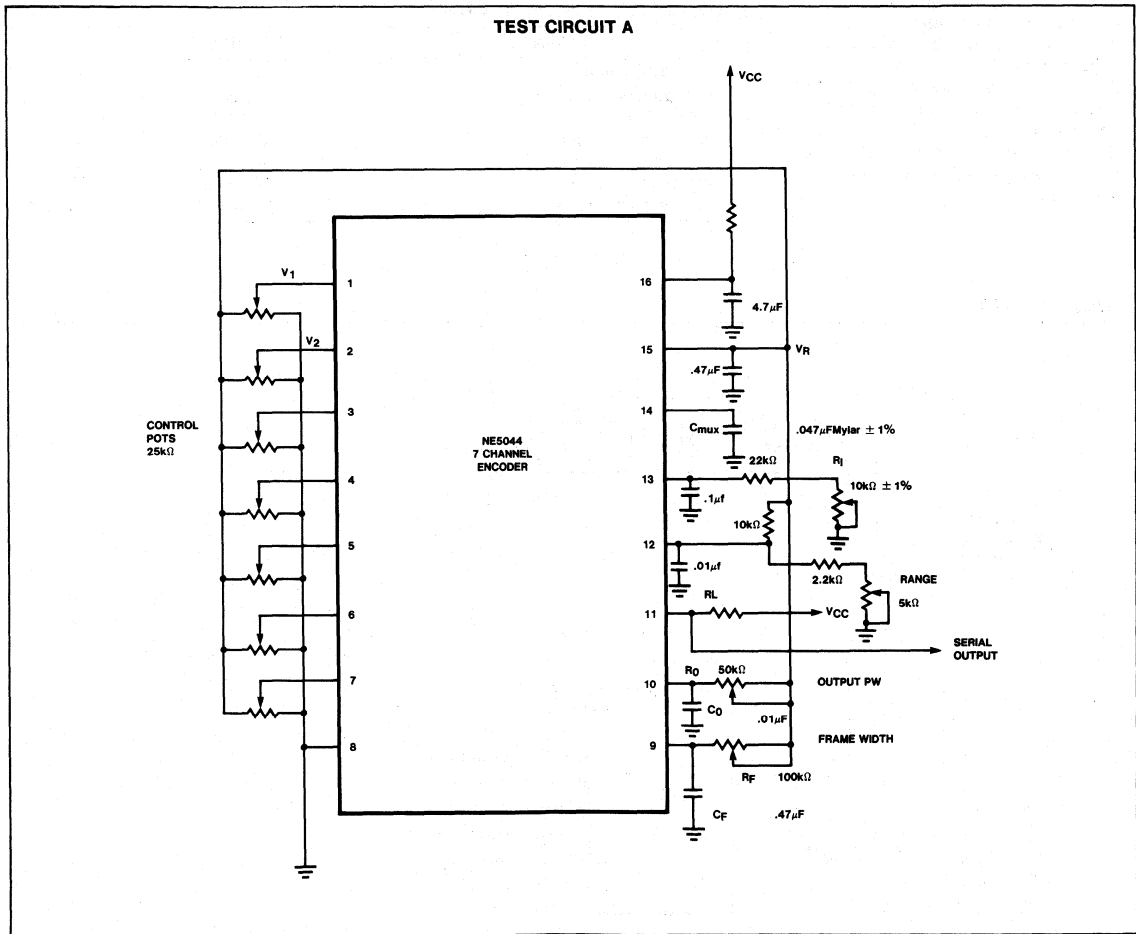 TEST CIRCUIT A
VCC
V1
1
16
4.7µF
V2
2
15
VR
.47µF
3
14
CONTROL
POTS
25kΩ
Cmux
.047µFMylar ± 1%
NE5044
7 CHANNEL
ENCODER
22kΩ
RI
4
13
10kΩ ± 1%
.1µf
10kΩ
5
12
.01µf
2.2kΩ
RANGE
5kΩ
6
RL
11
VCC
SERIAL
OUTPUT
7
10
RO
50kΩ
OUTPUT PW
CO
.01µF
8
9
FRAME WIDTH
RF
100kΩ
CF
.47µF